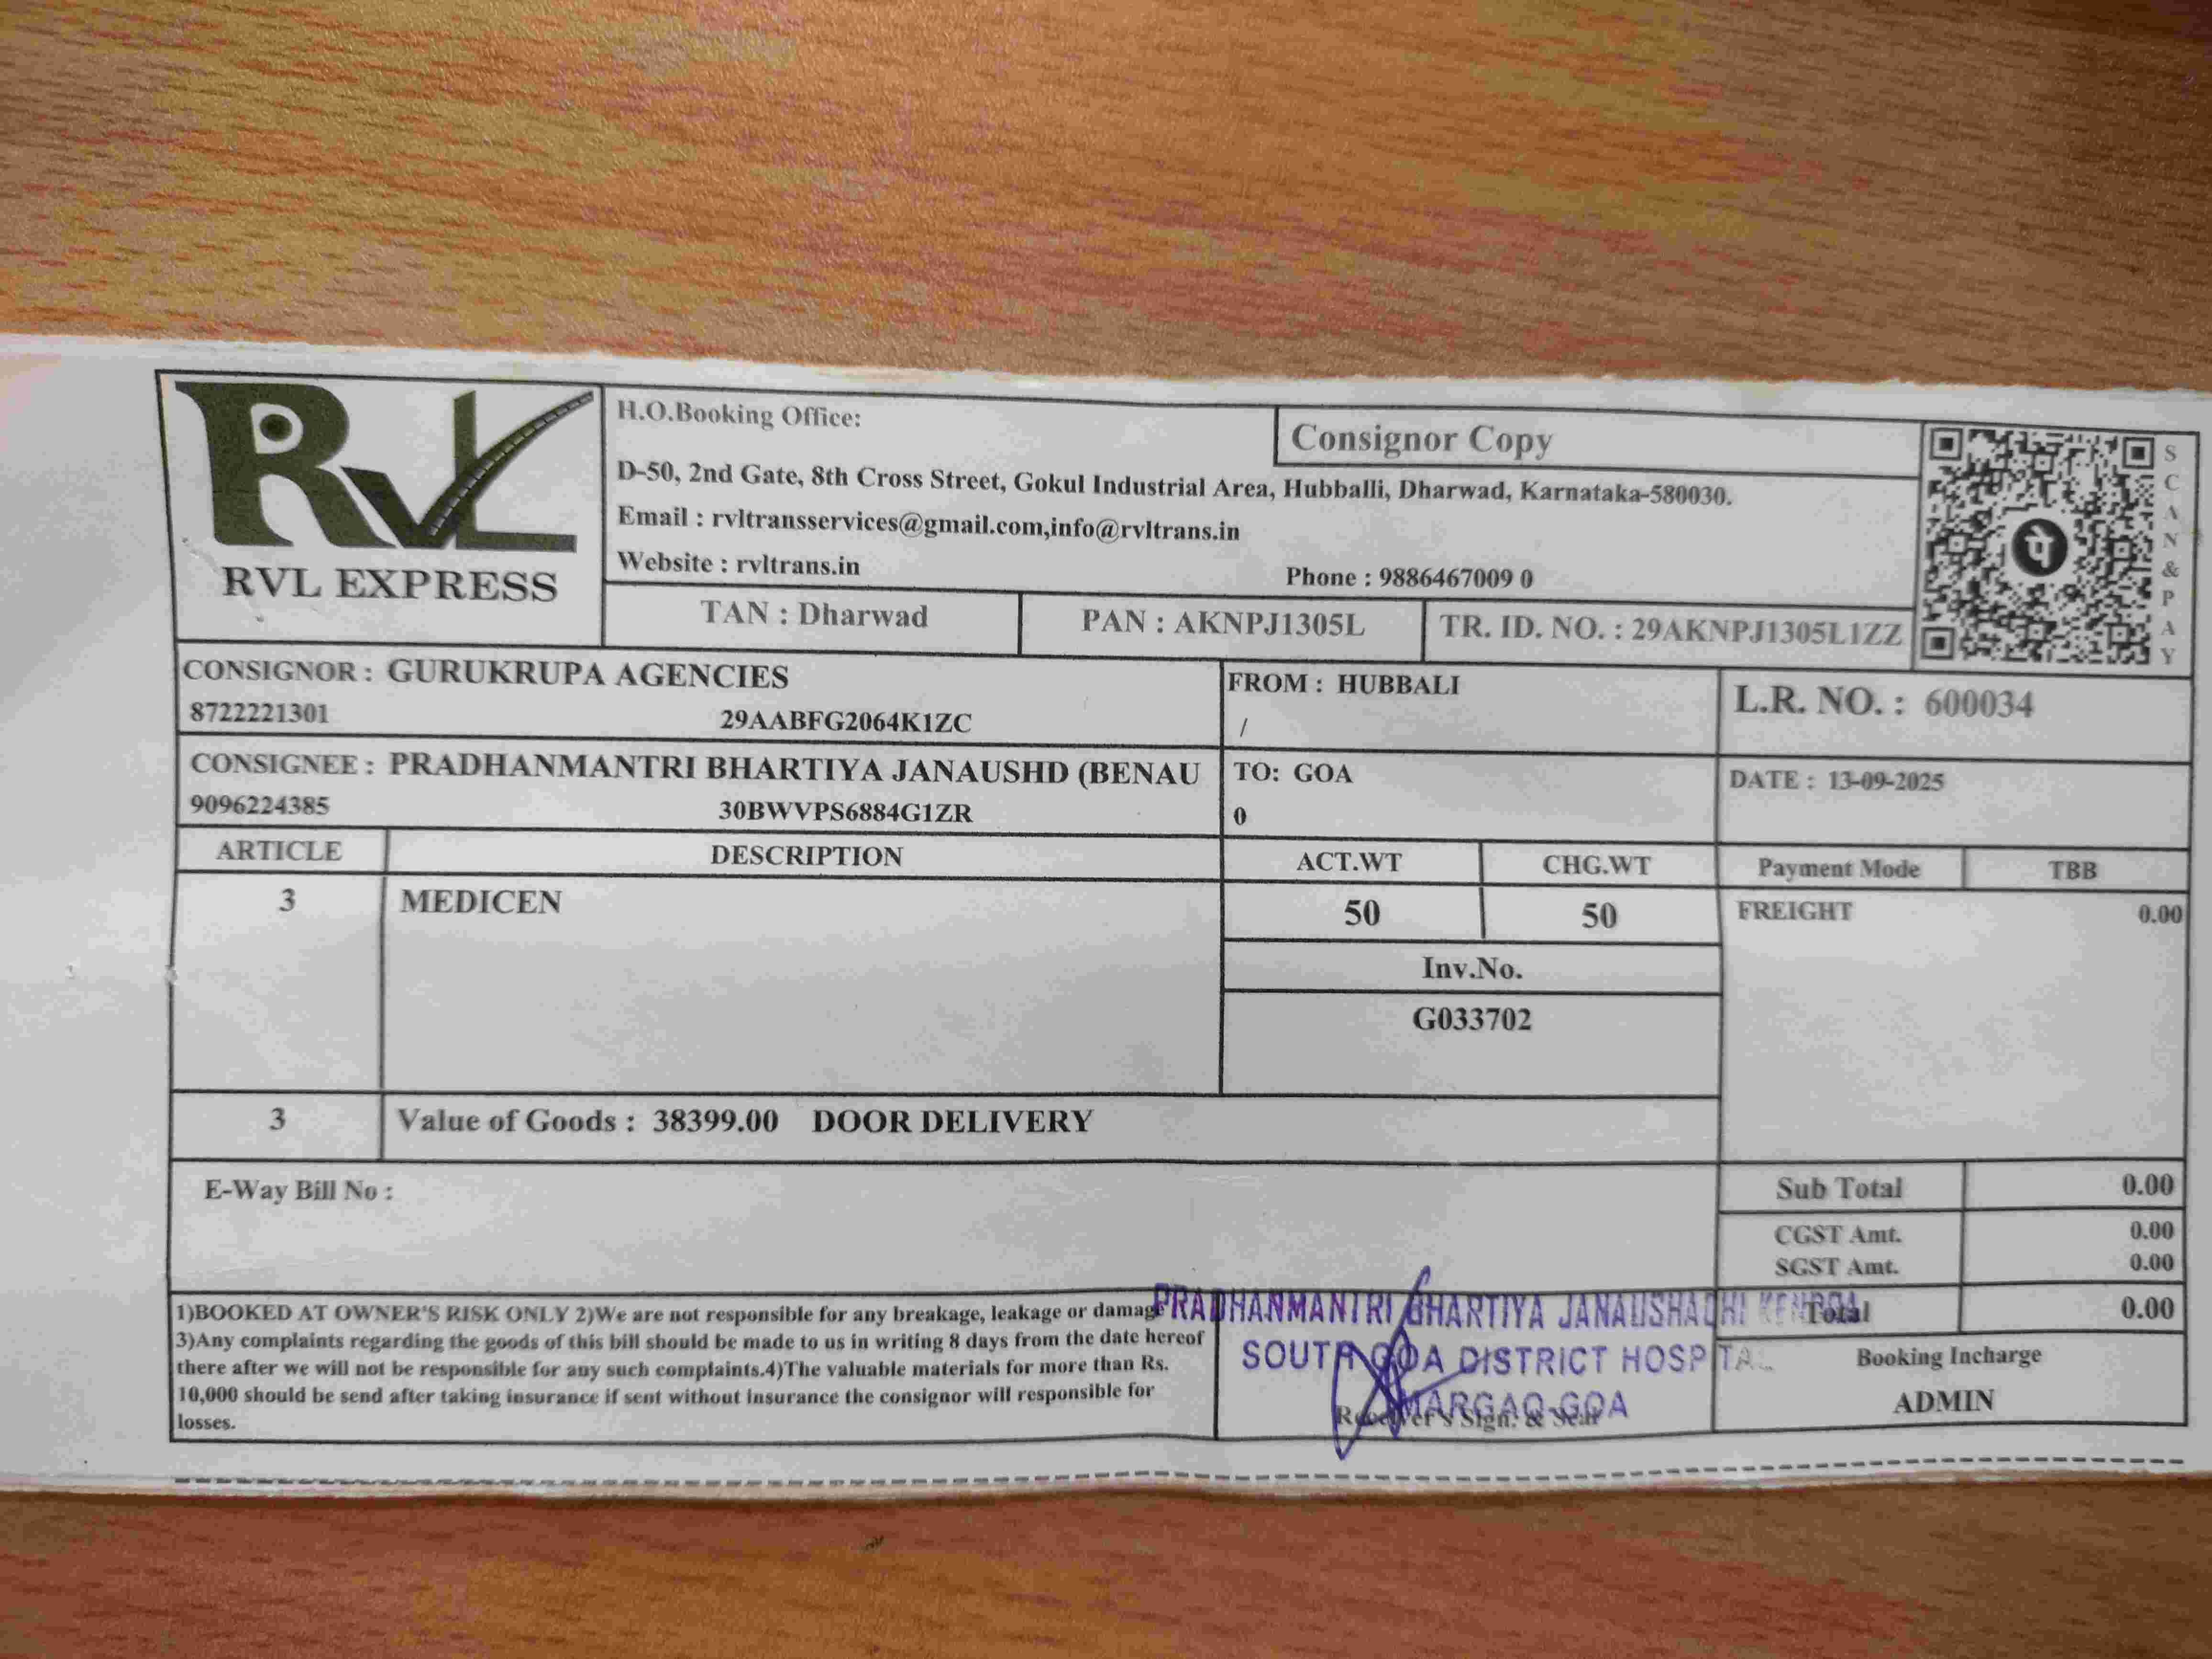 RVL
RVL EXPRESS
H.O.Booking Office:
Consignor Copy
D-50, 2nd Gate, 8th Cross Street, Gokul Industrial Area, Hubballi, Dharwad, Karnataka-580030.
Email : rvltransservices@gmail.com,info@rvltrans.in
Website : rvltrans.in
Phone : 9886467009 0
TAN : Dharwad
PAN : AKNPJ1305L
TR. ID. NO. : 29AKNPJ1305L1ZZ
पे
SCAN & PAY
CONSIGNOR : GURUKRUPA AGENCIES
8722221301 29AABFG2064K1ZC
FROM : HUBBALI
/
L.R. NO. : 600034
CONSIGNEE : PRADHANMANTRI BHARTIYA JANAUSHD (BENAU
9096224385 30BWVPS6884G1ZR
TO: GOA
0
DATE : 13-09-2025
ARTICLE DESCRIPTION ACT.WT CHG.WT Payment Mode TBB
3 MEDICEN 50 50 FREIGHT 0.00
Inv.No.
G033702
3 Value of Goods : 38399.00 DOOR DELIVERY
E-Way Bill No :
Sub Total 0.00
CGST Amt. 0.00
SGST Amt. 0.00
Total 0.00
1)BOOKED AT OWNER'S RISK ONLY 2)We are not responsible for any breakage, leakage or damage
3)Any complaints regarding the goods of this bill should be made to us in writing 8 days from the date hereof
there after we will not be responsible for any such complaints.4)The valuable materials for more than Rs.
10,000 should be send after taking insurance if sent without insurance the consignor will responsible for
losses.
PRADHANMANTRI BHARTIYA JANAUSHADHI KENDRA
SOUTH GOA DISTRICT HOSPITAL
MARGAO-GOA
Receiver's Sign. & Seal
Booking Incharge
ADMIN